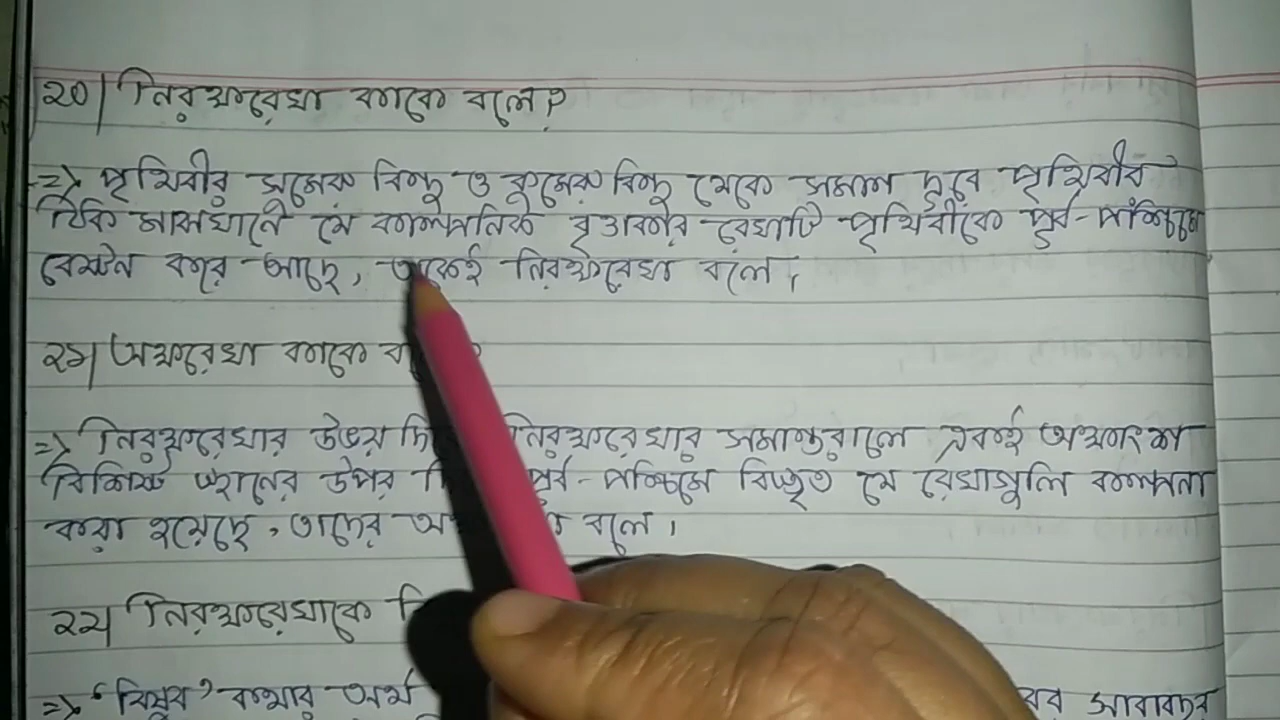 ২০| নিরক্ষরেখা কাকে বলে?
=> পৃথিবীর সুমেরু বিন্দু ও কুমেরু বিন্দু থেকে সমান দূরে পৃথিবীর
ঠিক মাঝখানে যে কাল্পনিক বৃত্তাকার রেখাটি পৃথিবীকে পূর্ব-পশ্চিমে
বেষ্টন করে আছে, তাকেই নিরক্ষরেখা বলে।
২১| অক্ষরেখা কাকে
=> নিরক্ষরেখার উভয় নিরক্ষরেখার সমান্তরালে একই অক্ষাংশ
বিশিষ্ট স্থানের উপর পূর্ব-পশ্চিমে বিস্তৃত যে রেখাগুলি কল্পনা
করা হয়েছে, তাদের বলে।
২২| নিরক্ষরেখাকে
=> 'বিষুব' কথার অর্থ